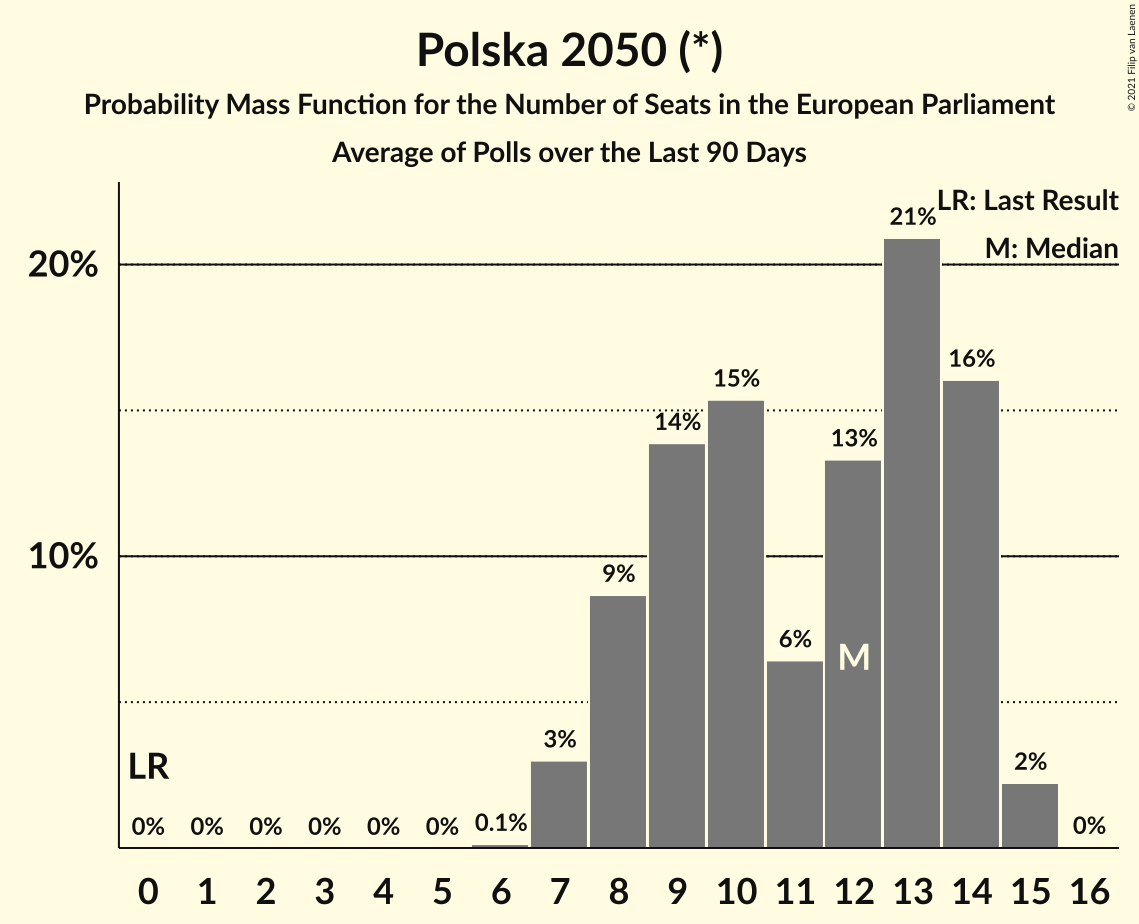 Polska 2050 (*)
Probability Mass Function for the Number of Seats in the European Parliament
Average of Polls over the Last 90 Days
© 2021 Filip van Laenen
LR: Last Result
M: Median
20%
10%
21%
16%
15%
14%
13%
9%
6%
M
3%
2%
LR
0% 0% 0% 0% 0% 0% 0.1% 0%
0 1 2 3 4 5 6 7 8 9 10 11 12 13 14 15 16